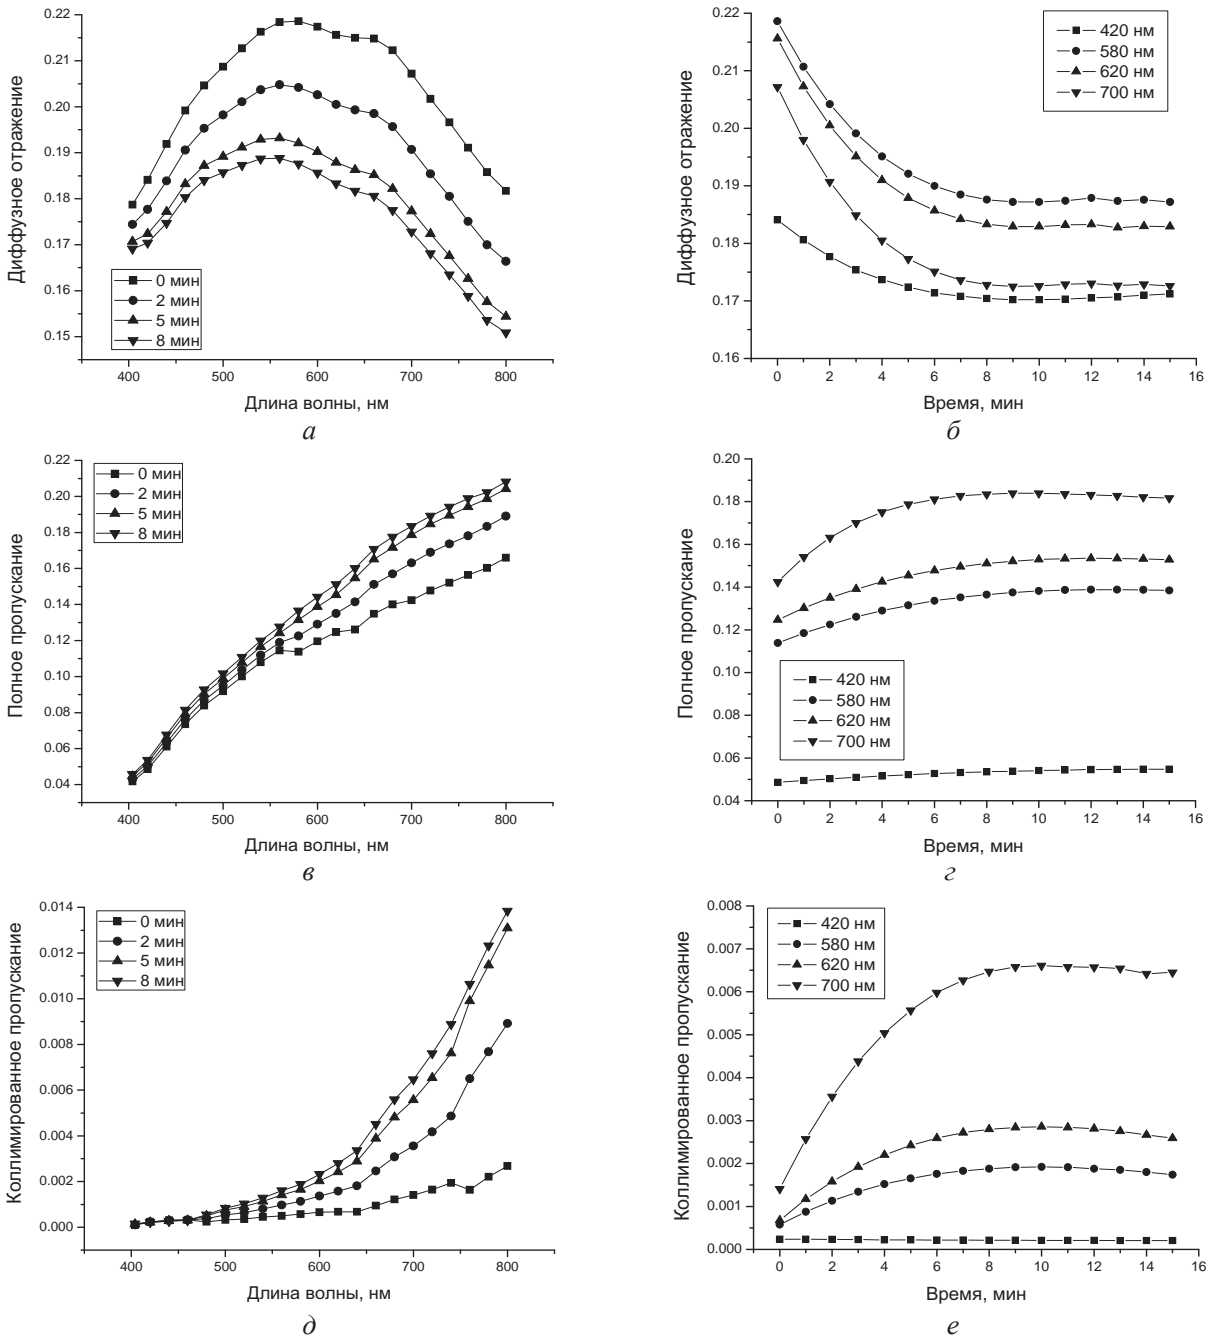 0.22
0.21
0.20
0.19
0.18
0.17
0.16
0.15
Диффузное отражение
0 мин
2 мин
5 мин
8 мин
400 500 600 700 800
Длина волны, нм
а
0.22
0.21
0.20
0.19
0.18
0.17
0.16
Диффузное отражение
420 нм
580 нм
620 нм
700 нм
0 2 4 6 8 10 12 14 16
Время, мин
б
0.22
0.20
0.18
0.16
0.14
0.12
0.10
0.08
0.06
0.04
Полное пропускание
0 мин
2 мин
5 мин
8 мин
400 500 600 700 800
Длина волны, нм
в
0.20
0.18
0.16
0.14
0.12
0.10
0.08
0.06
0.04
Полное пропускание
420 нм
580 нм
620 нм
700 нм
0 2 4 6 8 10 12 14 16
Время, мин
г
0.014
0.012
0.010
0.008
0.006
0.004
0.002
0.000
Коллимированное пропускание
0 мин
2 мин
5 мин
8 мин
400 500 600 700 800
Длина волны, нм
д
0.008
0.007
0.006
0.005
0.004
0.003
0.002
0.001
0.000
Коллимированное пропускание
420 нм
580 нм
620 нм
700 нм
0 2 4 6 8 10 12 14 16
Время, мин
е